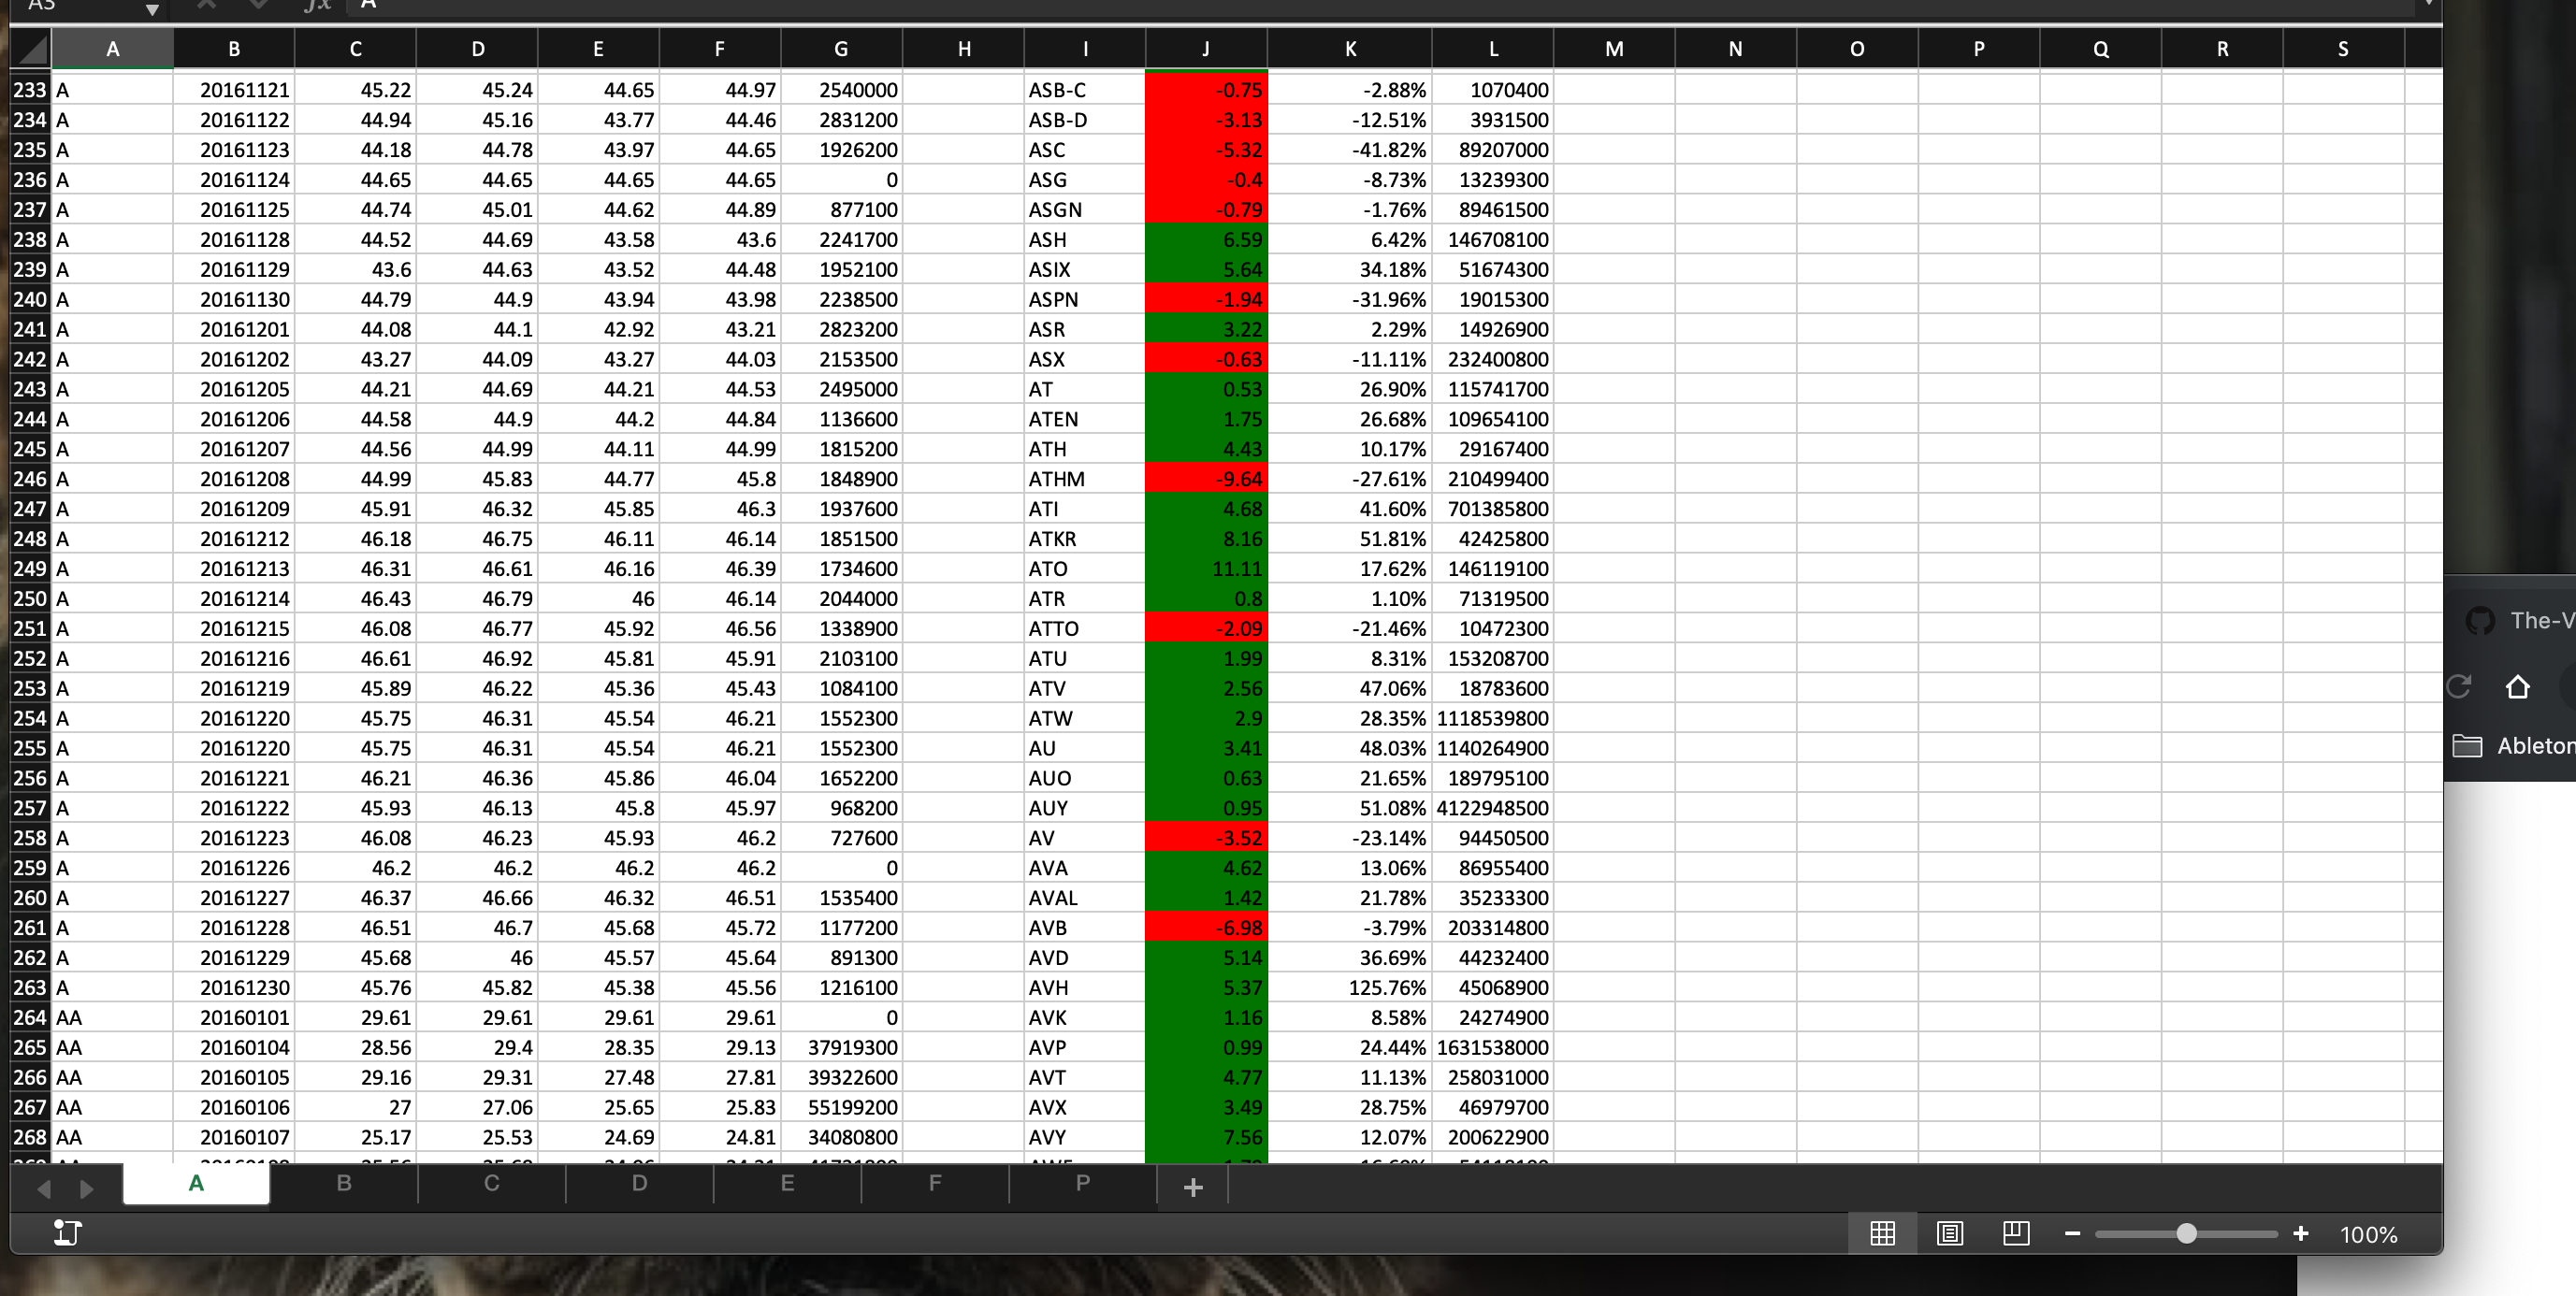 A3 fx A
A B C D E F G H I J K L M N O P Q R S
233 A 20161121 45.22 45.24 44.65 44.97 2540000 ASB-C -0.75 -2.88% 1070400
234 A 20161122 44.94 45.16 43.77 44.46 2831200 ASB-D -3.13 -12.51% 3931500
235 A 20161123 44.18 44.78 43.97 44.65 1926200 ASC -5.32 -41.82% 89207000
236 A 20161124 44.65 44.65 44.65 44.65 0 ASG -0.4 -8.73% 13239300
237 A 20161125 44.74 45.01 44.62 44.89 877100 ASGN -0.79 -1.76% 89461500
238 A 20161128 44.52 44.69 43.58 43.6 2241700 ASH 6.59 6.42% 146708100
239 A 20161129 43.6 44.63 43.52 44.48 1952100 ASIX 5.64 34.18% 51674300
240 A 20161130 44.79 44.9 43.94 43.98 2238500 ASPN -1.94 -31.96% 19015300
241 A 20161201 44.08 44.1 42.92 43.21 2823200 ASR 3.22 2.29% 14926900
242 A 20161202 43.27 44.09 43.27 44.03 2153500 ASX -0.63 -11.11% 232400800
243 A 20161205 44.21 44.69 44.21 44.53 2495000 AT 0.53 26.90% 115741700
244 A 20161206 44.58 44.9 44.2 44.84 1136600 ATEN 1.75 26.68% 109654100
245 A 20161207 44.56 44.99 44.11 44.99 1815200 ATH 4.43 10.17% 29167400
246 A 20161208 44.99 45.83 44.77 45.8 1848900 ATHM -9.64 -27.61% 210499400
247 A 20161209 45.91 46.32 45.85 46.3 1937600 ATI 4.68 41.60% 701385800
248 A 20161212 46.18 46.75 46.11 46.14 1851500 ATKR 8.16 51.81% 42425800
249 A 20161213 46.31 46.61 46.16 46.39 1734600 ATO 11.11 17.62% 146119100
250 A 20161214 46.43 46.79 46 46.14 2044000 ATR 0.8 1.10% 71319500
251 A 20161215 46.08 46.77 45.92 46.56 1338900 ATTO -2.09 -21.46% 10472300
252 A 20161216 46.61 46.92 45.81 45.91 2103100 ATU 1.99 8.31% 153208700
253 A 20161219 45.89 46.22 45.36 45.43 1084100 ATV 2.56 47.06% 18783600
254 A 20161220 45.75 46.31 45.54 46.21 1552300 ATW 2.9 28.35% 1118539800
255 A 20161220 45.75 46.31 45.54 46.21 1552300 AU 3.41 48.03% 1140264900
256 A 20161221 46.21 46.36 45.86 46.04 1652200 AUO 0.63 21.65% 189795100
257 A 20161222 45.93 46.13 45.8 45.97 968200 AUY 0.95 51.08% 4122948500
258 A 20161223 46.08 46.23 45.93 46.2 727600 AV -3.52 -23.14% 94450500
259 A 20161226 46.2 46.2 46.2 46.2 0 AVA 4.62 13.06% 86955400
260 A 20161227 46.37 46.66 46.32 46.51 1535400 AVAL 1.42 21.78% 35233300
261 A 20161228 46.51 46.7 45.68 45.72 1177200 AVB -6.98 -3.79% 203314800
262 A 20161229 45.68 46 45.57 45.64 891300 AVD 5.14 36.69% 44232400
263 A 20161230 45.76 45.82 45.38 45.56 1216100 AVH 5.37 125.76% 45068900
264 AA 20160101 29.61 29.61 29.61 29.61 0 AVK 1.16 8.58% 24274900
265 AA 20160104 28.56 29.4 28.35 29.13 37919300 AVP 0.99 24.44% 1631538000
266 AA 20160105 29.16 29.31 27.48 27.81 39322600 AVT 4.77 11.13% 258031000
267 AA 20160106 27 27.06 25.65 25.83 55199200 AVX 3.49 28.75% 46979700
268 AA 20160107 25.17 25.53 24.69 24.81 34080800 AVY 7.56 12.07% 200622900
A B C D E F P +
100%
The-V
Ableton